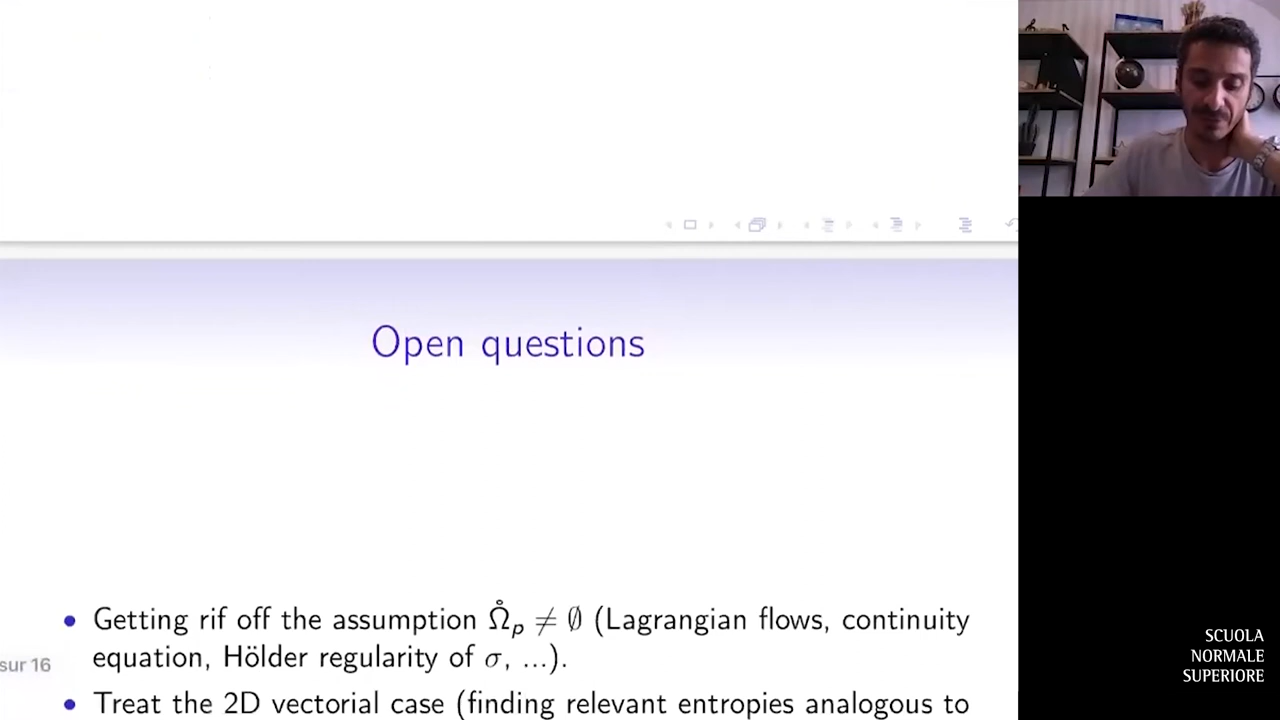 Open questions
• Getting rif off the assumption Ω̊ₚ ≠ ∅ (Lagrangian flows, continuity
equation, Hölder regularity of σ, ...).
sur 16
• Treat the 2D vectorial case (finding relevant entropies analogous to
SCUOLA
NORMALE
SUPERIORE